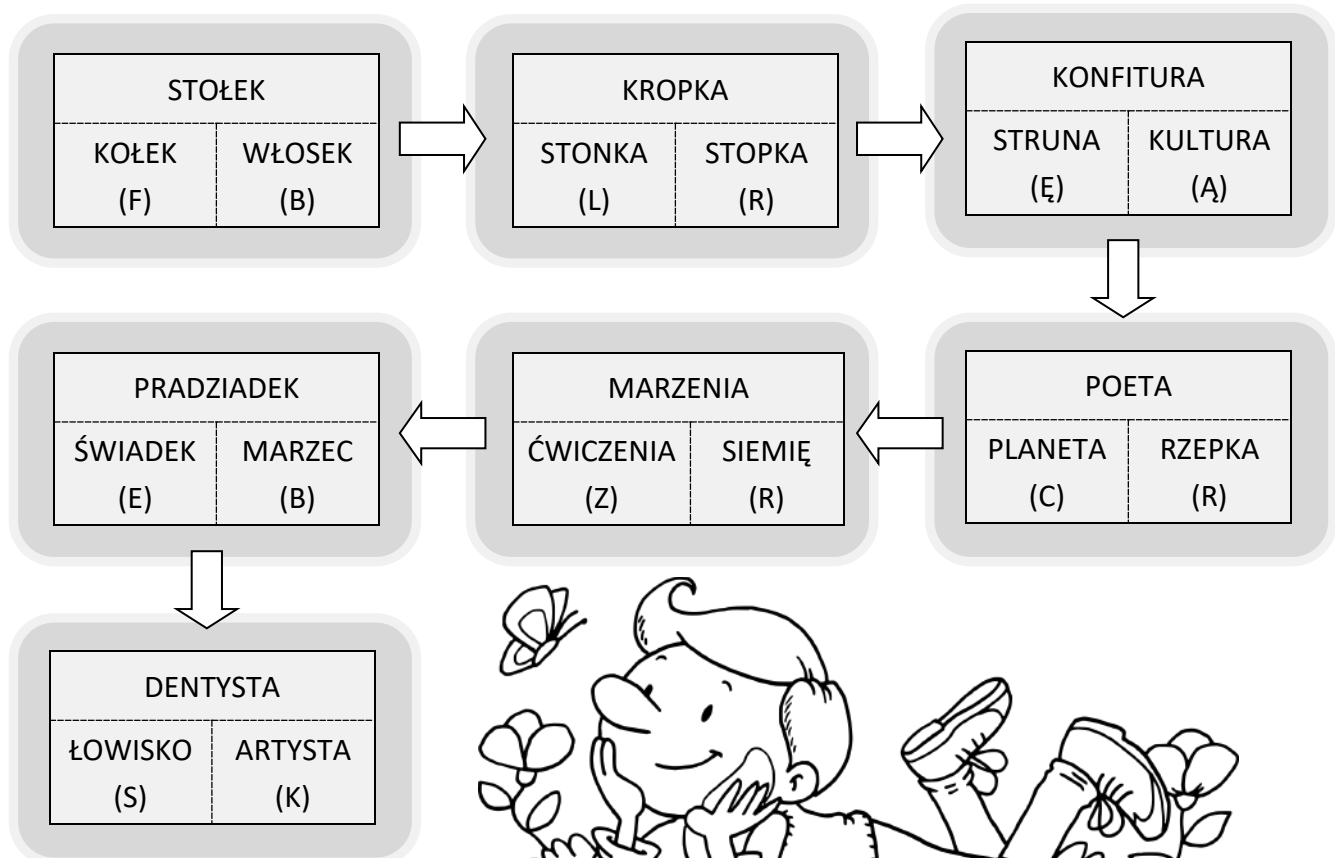 STOŁEK
KOŁEK WŁOSEK
(F) (B)
KROPKA
STONKA STOPKA
(L) (R)
KONFITURA
STRUNA KULTURA
(Ę) (Ą)
POETA
PLANETA RZEPKA
(C) (R)
MARZENIA
ĆWICZENIA SIEMIĘ
(Z) (R)
PRADZIADEK
ŚWIADEK MARZEC
(E) (B)
DENTYSTA
ŁOWISKO ARTYSTA
(S) (K)